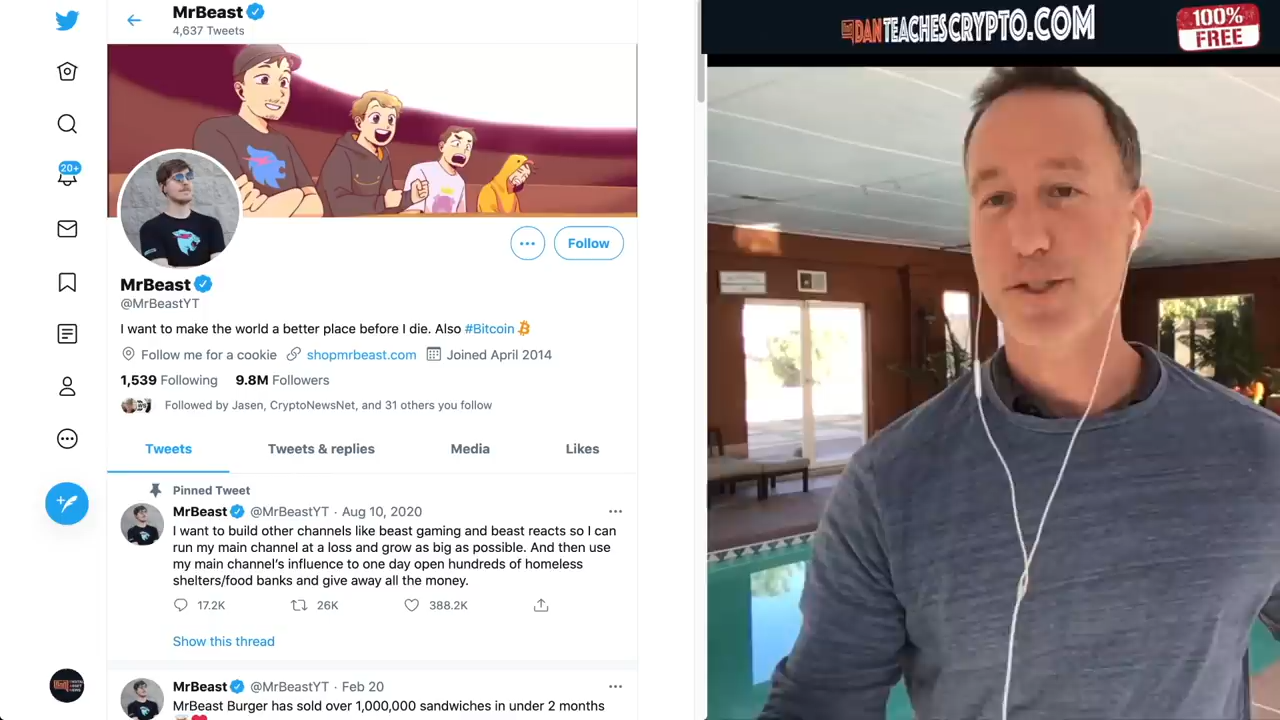 MrBeast
4,637 Tweets
20+
Follow
MrBeast
@MrBeastYT
I want to make the world a better place before I die. Also #Bitcoin
Follow me for a cookie shopmrbeast.com Joined April 2014
1,539 Following 9.8M Followers
Followed by Jasen, CryptoNewsNet, and 31 others you follow
Tweets Tweets & replies Media Likes
Pinned Tweet
MrBeast @MrBeastYT · Aug 10, 2020
I want to build other channels like beast gaming and beast reacts so I can
run my main channel at a loss and grow as big as possible. And then use
my main channel's influence to one day open hundreds of homeless
shelters/food banks and give away all the money.
17.2K 26K 388.2K
Show this thread
MrBeast @MrBeastYT · Feb 20
MrBeast Burger has sold over 1,000,000 sandwiches in under 2 months
DANTEACHESCRYPTO.COM
100%
FREE